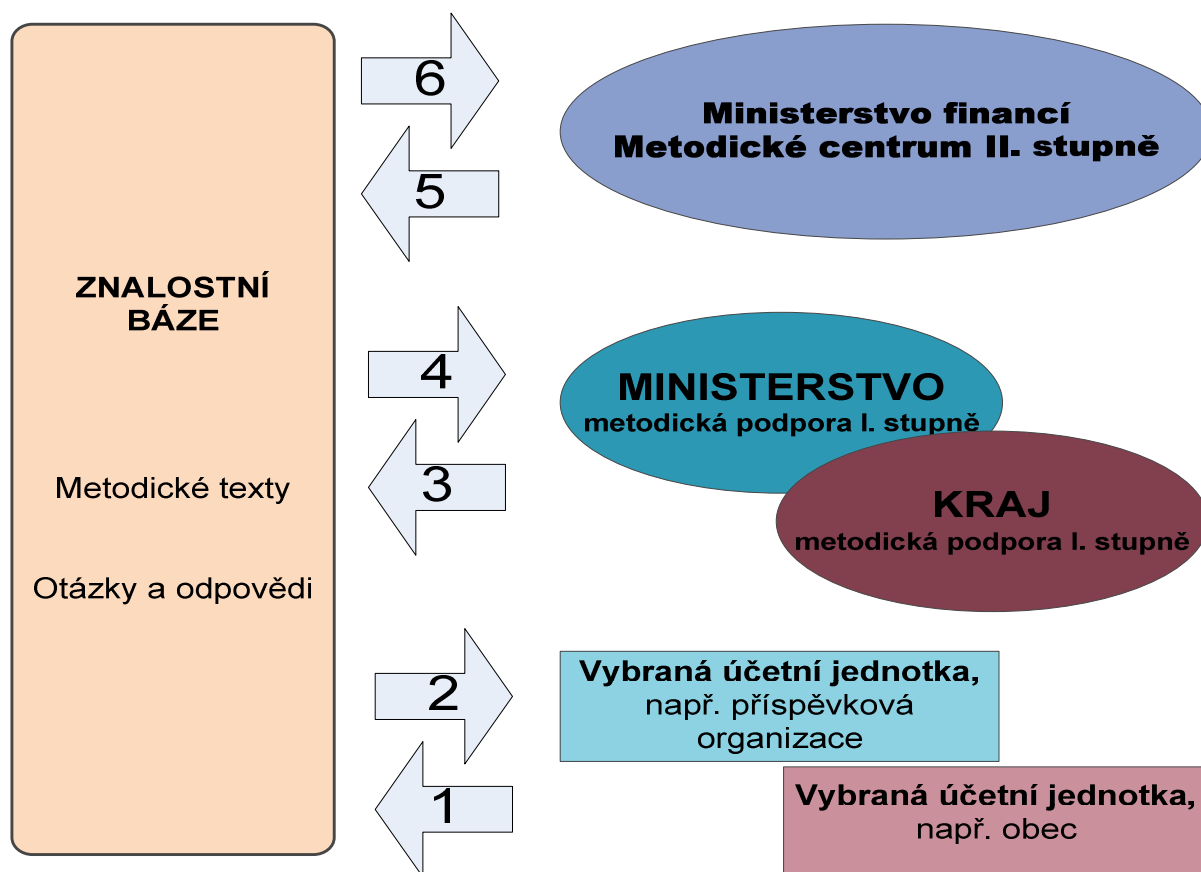 6
Ministerstvo financí
Metodické centrum II. stupně
5
ZNALOSTNÍ
BÁZE
4
MINISTERSTVO
metodická podpora I. stupně
3
Metodické texty
KRAJ
metodická podpora I. stupně
Otázky a odpovědi
2
Vybraná účetní jednotka,
např. příspěvková
organizace
1
Vybraná účetní jednotka,
např. obec